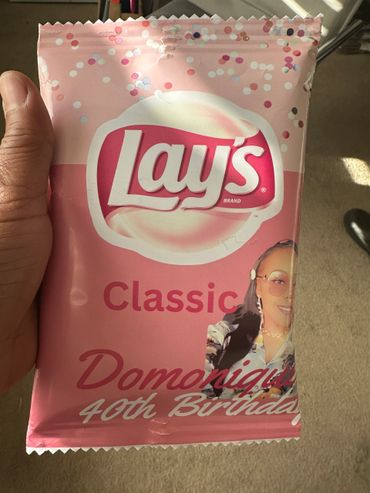 Lay's
®
BRAND
Classic
Domoniqu
40th Birthday